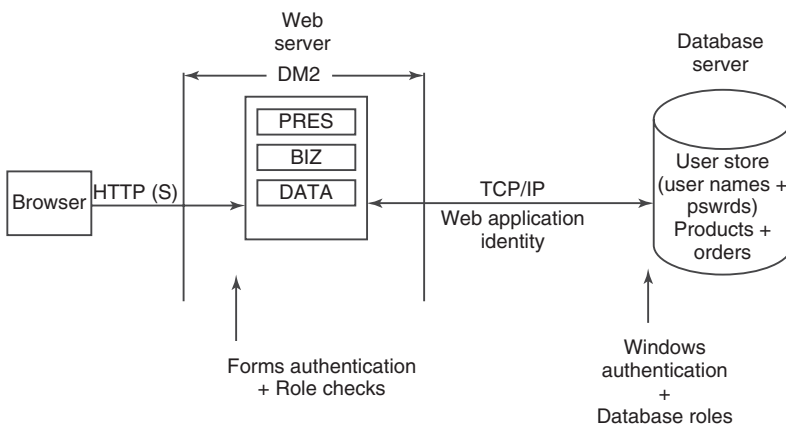 Web
server
DM2
PRES
BIZ
DATA
Browser
HTTP (S)
TCP/IP
Web application
identity
Database
server
User store
(user names +
pswrds)
Products +
orders
Forms authentication
+ Role checks
Windows
authentication
+
Database roles